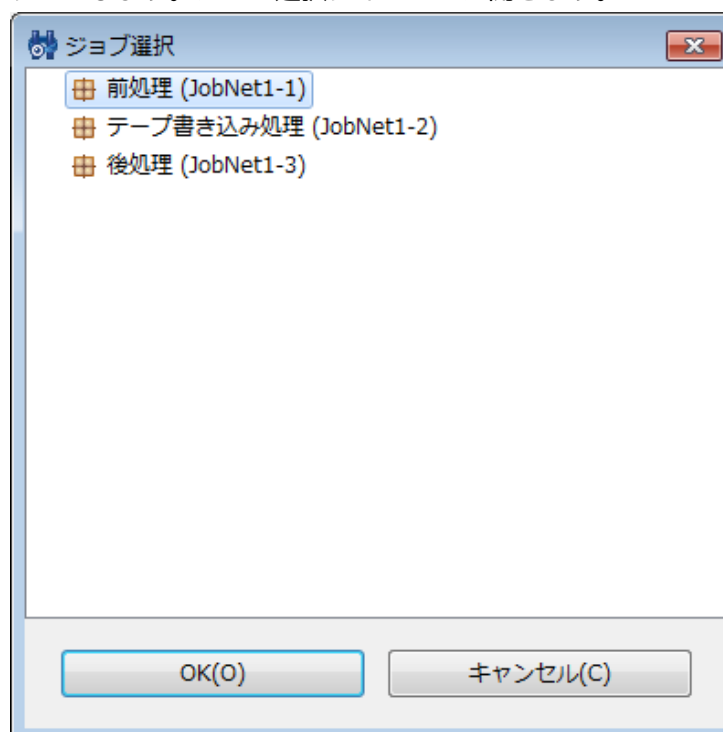 ジョブ選択
前処理 (JobNet1-1)
テープ書き込み処理 (JobNet1-2)
後処理 (JobNet1-3)
OK(O)
キャンセル(C)